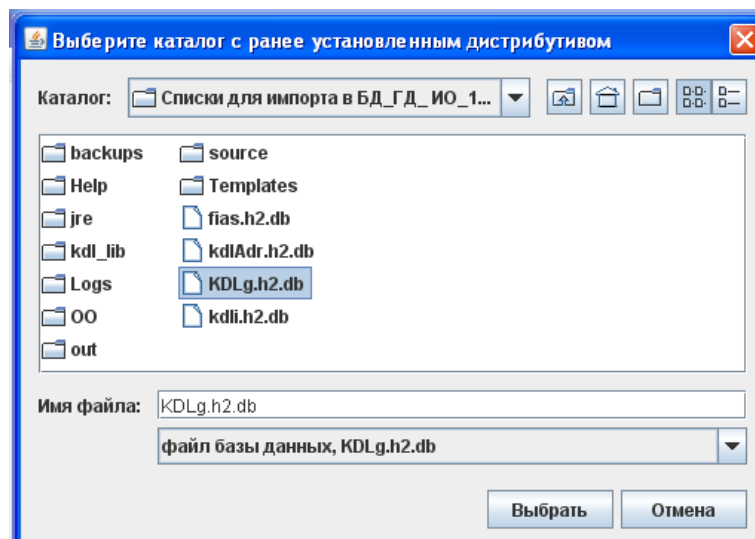 Выберите каталог с ранее установленным дистрибутивом
Каталог: Списки для импорта в БД_ГД_ ИО_1...
backups
Help
jre
kdl_lib
Logs
OO
out
source
Templates
fias.h2.db
kdlAdr.h2.db
KDLg.h2.db
kdli.h2.db
Имя файла: KDLg.h2.db
файл базы данных, KDLg.h2.db
Выбрать Отмена